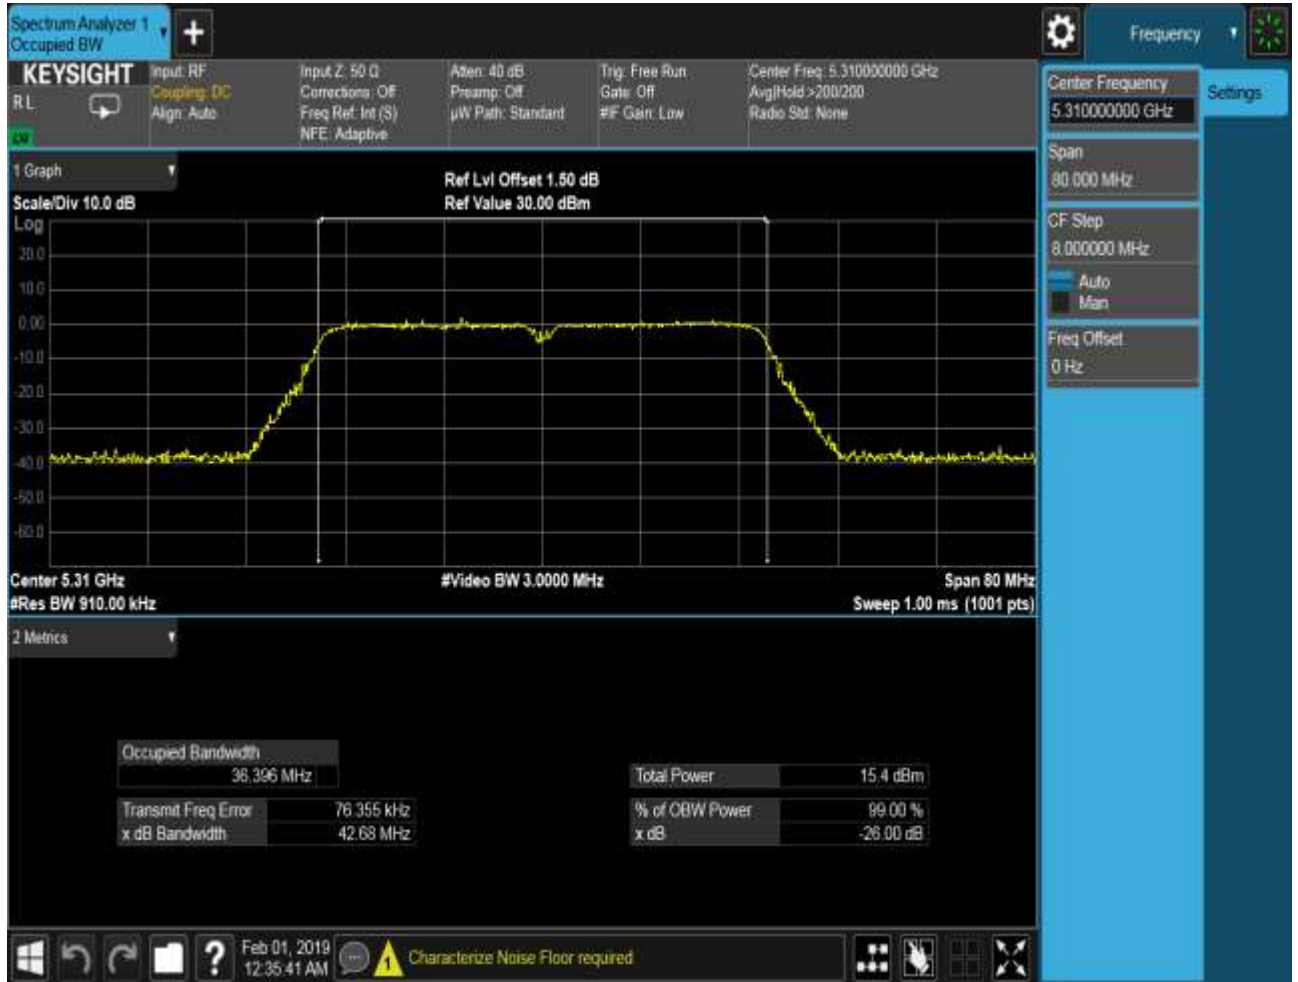 Spectrum Analyzer 1
Occupied BW
+
Frequency
KEYSIGHT
R L
Input: RF
Coupling: DC
Align: Auto
Input Z: 50 Ω
Corrections: Off
Freq Ref: Int (S)
NFE: Adaptive
Atten: 40 dB
Preamp: Off
µW Path: Standard
Trig: Free Run
Gate: Off
#IF Gain: Low
Center Freq: 5.310000000 GHz
Avg|Hold:>200/200
Radio Std: None
Center Frequency
5.310000000 GHz
Settings
Span
80.000 MHz
CF Step
8.000000 MHz
Auto
Man
Freq Offset
0 Hz
1 Graph
Scale/Div 10.0 dB
Ref Lvl Offset 1.50 dB
Ref Value 30.00 dBm
Log
20.0
10.0
0.00
-10.0
-20.0
-30.0
-40.0
-50.0
-60.0
Center 5.31 GHz
#Video BW 3.0000 MHz
Span 80 MHz
#Res BW 910.00 kHz
Sweep 1.00 ms (1001 pts)
2 Metrics
Occupied Bandwidth
36.396 MHz
Total Power 15.4 dBm
Transmit Freq Error 76.355 kHz
% of OBW Power 99.00 %
x dB Bandwidth 42.68 MHz
x dB -26.00 dB
?
Feb 01, 2019
12:35:41 AM
1
Characterize Noise Floor required